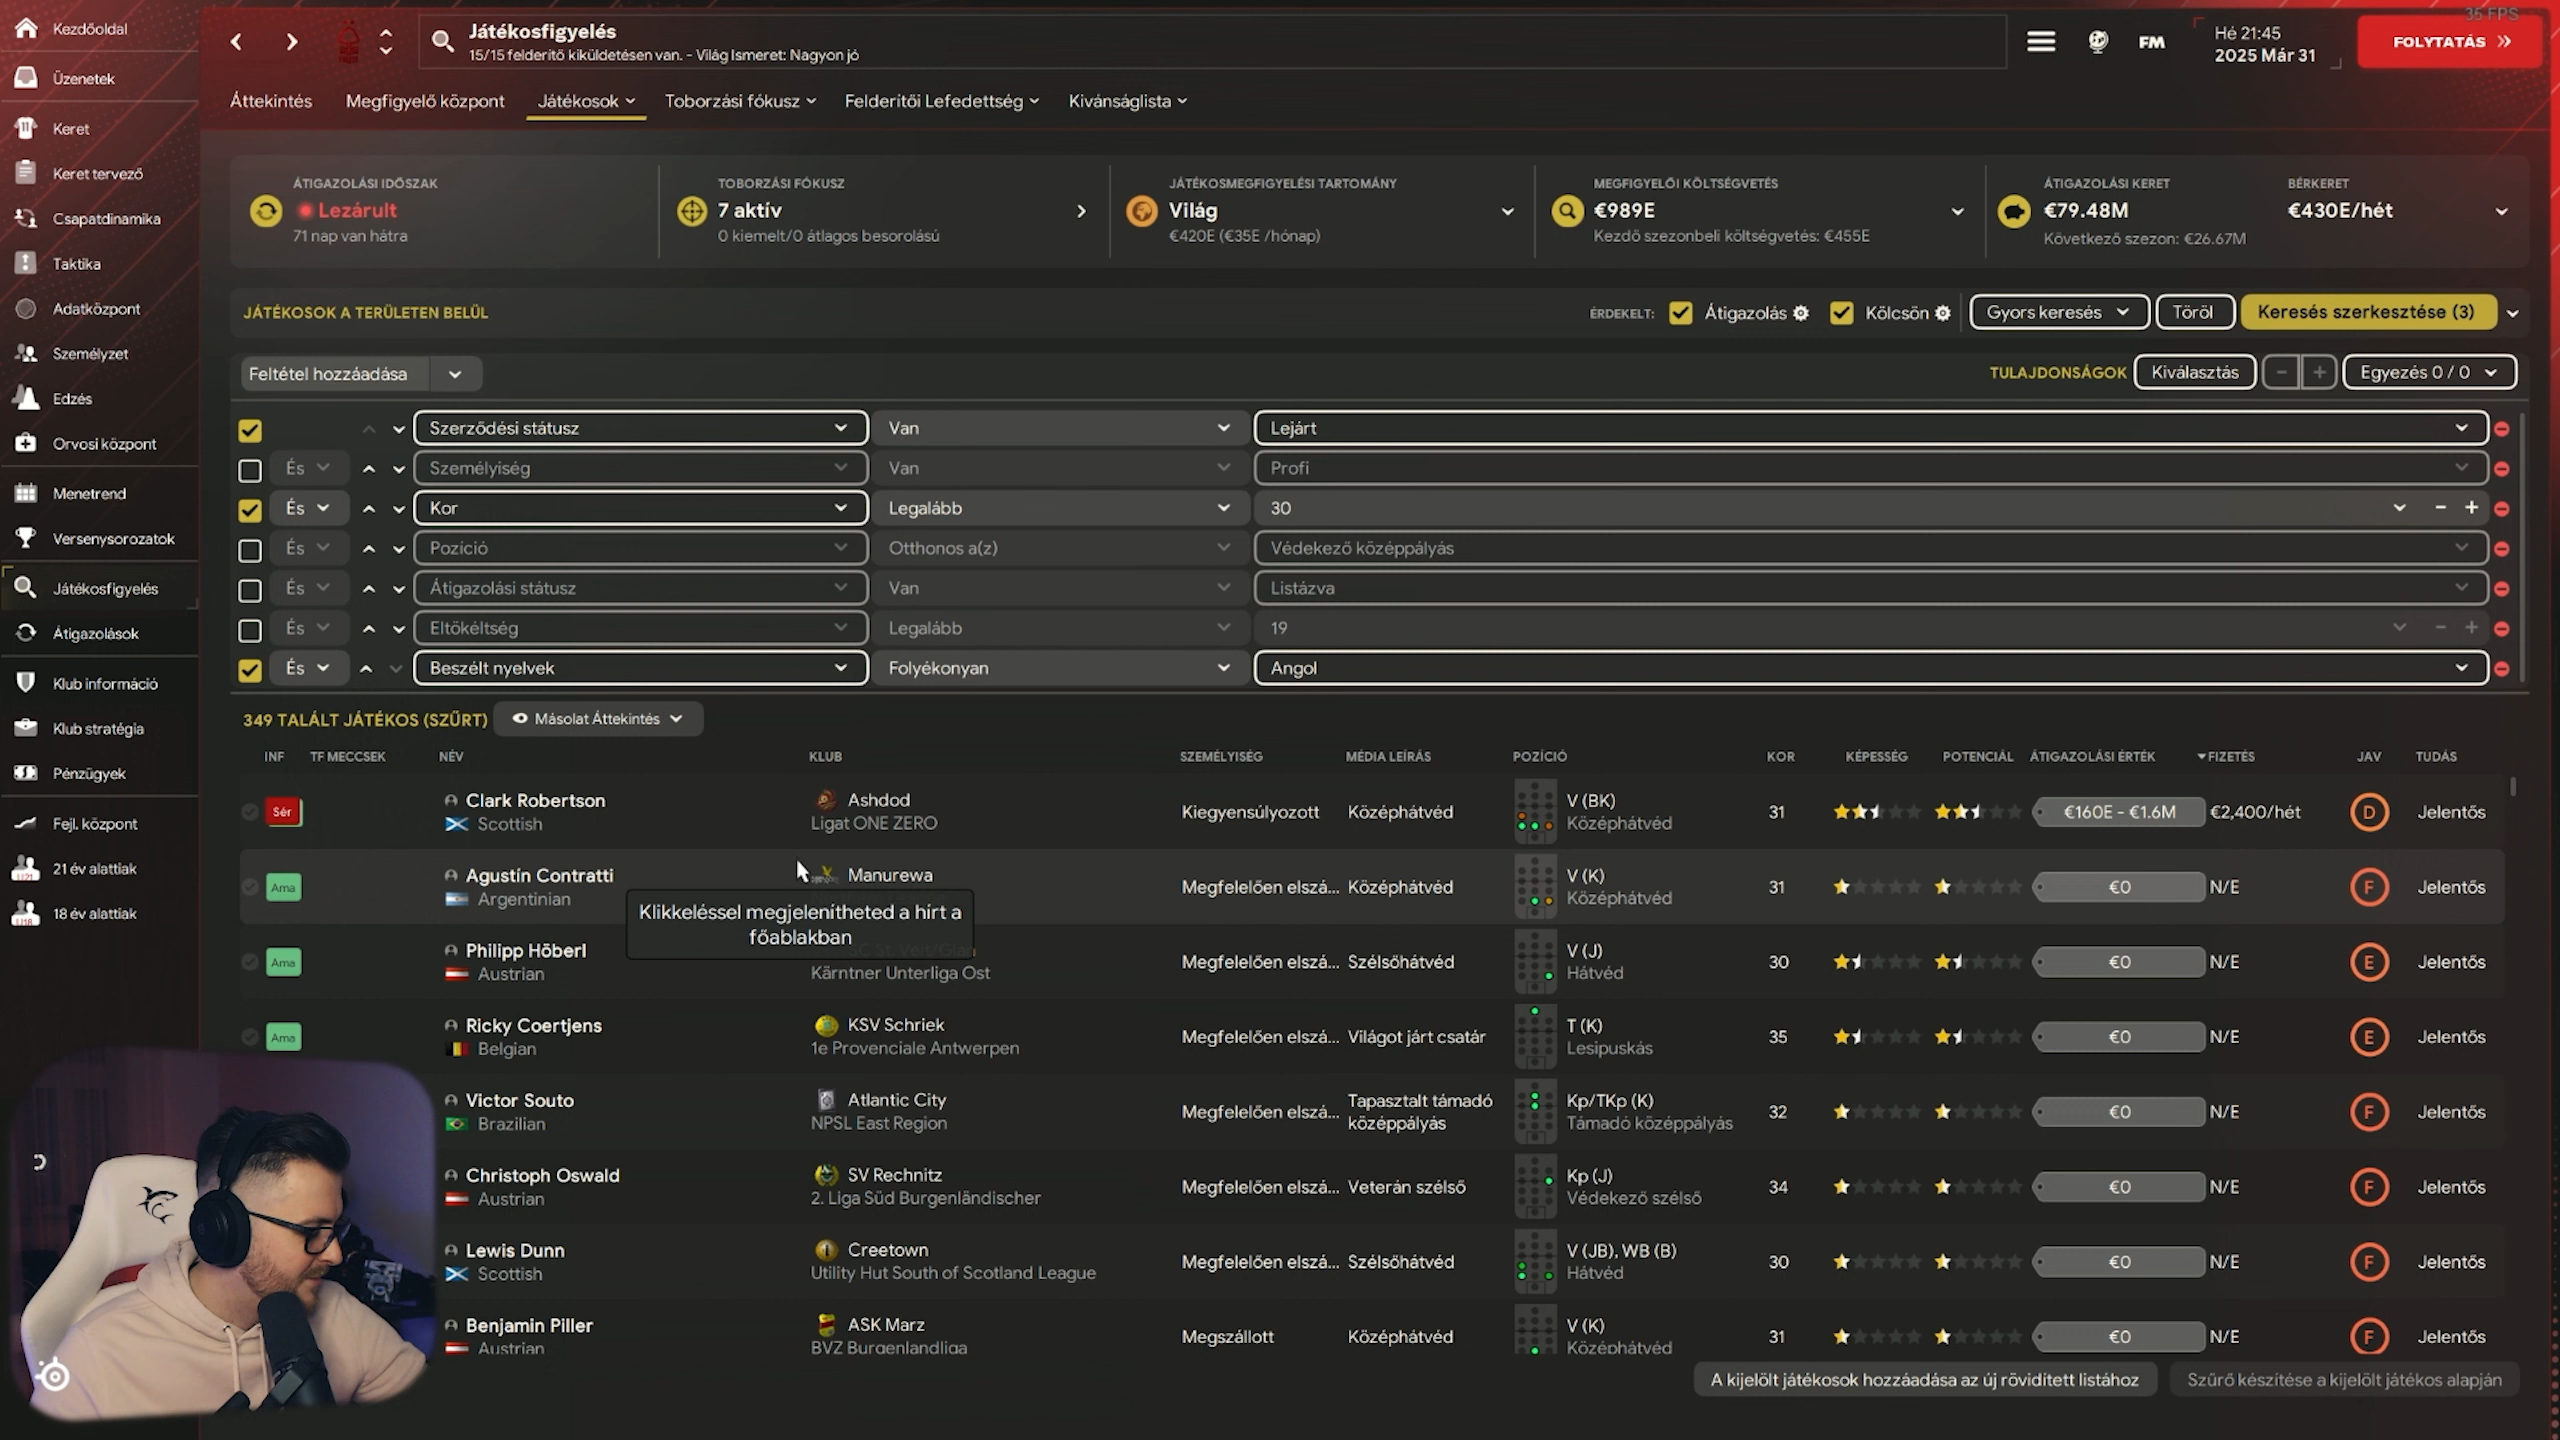 35 FPS
Kezdőoldal
Üzenetek
Keret
Keret tervező
Csapatdinamika
Taktika
Adatközpont
Személyzet
Edzés
Orvosi központ
Menetrend
Versenysorozatok
Játékosfigyelés
Átigazolások
Klub információ
Klub stratégia
Pénzügyek
Fejl. központ
U21 21 év alattiak
U18 18 év alattiak
Játékosfigyelés
15/15 felderítő kiküldetésen van. - Világ Ismeret: Nagyon jó
FM
Hé 21:45
2025 Már 31
FOLYTATÁS
Áttekintés Megfigyelő központ Játékosok Toborzási fókusz Felderítői Lefedettség Kívánságlista
ÁTIGAZOLÁSI IDŐSZAK
Lezárult
71 nap van hátra
TOBORZÁSI FÓKUSZ
7 aktív
0 kiemelt/0 átlagos besorolású
JÁTÉKOSMEGFIGYELÉSI TARTOMÁNY
Világ
€420E (€35E /hónap)
MEGFIGYELŐI KÖLTSÉGVETÉS
€989E
Kezdő szezonbeli költségvetés: €455E
ÁTIGAZOLÁSI KERET
€79.48M
Következő szezon: €26.67M
BÉRKERET
€430E/hét
JÁTÉKOSOK A TERÜLETEN BELÜL
ÉRDEKELT: Átigazolás Kölcsön Gyors keresés Töröl Keresés szerkesztése (3)
Feltétel hozzáadása
TULAJDONSÁGOK Kiválasztás - + Egyezés 0 / 0
Szerződési státusz Van Lejárt
És Személyiség Van Profi
És Kor Legalább 30 - +
És Pozíció Otthonos a(z) Védekező középpályás
És Átigazolási státusz Van Listázva
És Eltökéltség Legalább 19 - +
És Beszélt nyelvek Folyékonyan Angol
349 TALÁLT JÁTÉKOS (SZŰRT) Másolat Áttekintés
INF TF MECCSEK NÉV KLUB SZEMÉLYISÉG MÉDIA LEÍRÁS POZÍCIÓ KOR KÉPESSÉG POTENCIÁL ÁTIGAZOLÁSI ÉRTÉK FIZETÉS JAV TUDÁS
Sér Clark Robertson Ashdod Kiegyensúlyozott Középhátvéd V (BK) 31 €160E - €1.6M €2,400/hét D Jelentős
Scottish Ligat ONE ZERO Középhátvéd
Ama Agustín Contratti Manurewa Megfelelően elszá... Középhátvéd V (K) 31 €0 N/E F Jelentős
Argentinian Középhátvéd
Klikkeléssel megjelenítheted a hírt a
főablakban
Ama Philipp Höberl SC St. Veit/Glan Megfelelően elszá... Szélsőhátvéd V (J) 30 €0 N/E E Jelentős
Austrian Kärntner Unterliga Ost Hátvéd
Ama Ricky Coertjens KSV Schriek Megfelelően elszá... Világot járt csatár T (K) 35 €0 N/E E Jelentős
Belgian 1e Provenciale Antwerpen Lesipuskás
Victor Souto Atlantic City Megfelelően elszá... Tapasztalt támadó középpályás Kp/TKp (K) 32 €0 N/E F Jelentős
Brazilian NPSL East Region Támadó középpályás
Christoph Oswald SV Rechnitz Megfelelően elszá... Veterán szélső Kp (J) 34 €0 N/E F Jelentős
Austrian 2. Liga Süd Burgenländischer Védekező szélső
Lewis Dunn Creetown Megfelelően elszá... Szélsőhátvéd V (JB), WB (B) 30 €0 N/E F Jelentős
Scottish Utility Hut South of Scotland League Hátvéd
Benjamin Piller ASK Marz Megszállott Középhátvéd V (K) 31 €0 N/E F Jelentős
Austrian BVZ Burgenlandliga Középhátvéd
A kijelölt játékosok hozzáadása az új rövidített listához
Szűrő készítése a kijelölt játékos alapján